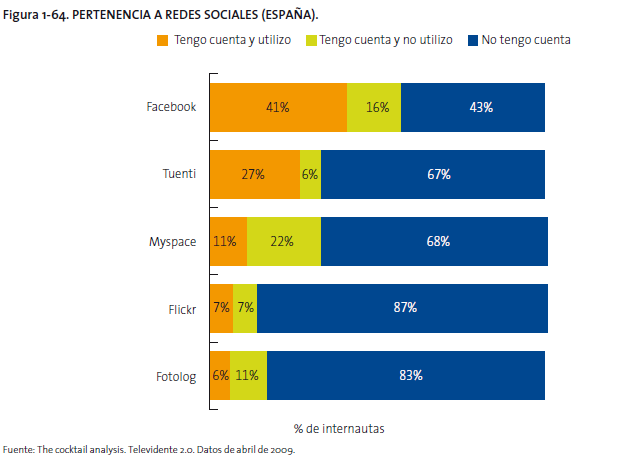 Figura 1-64. PERTENENCIA A REDES SOCIALES (ESPAÑA).
Tengo cuenta y utilizo Tengo cuenta y no utilizo No tengo cuenta
Facebook 41% 16% 43%
Tuenti 27% 6% 67%
Myspace 11% 22% 68%
Flickr 7% 7% 87%
Fotolog 6% 11% 83%
% de internautas
Fuente: The cocktail analysis. Televidente 2.0. Datos de abril de 2009.